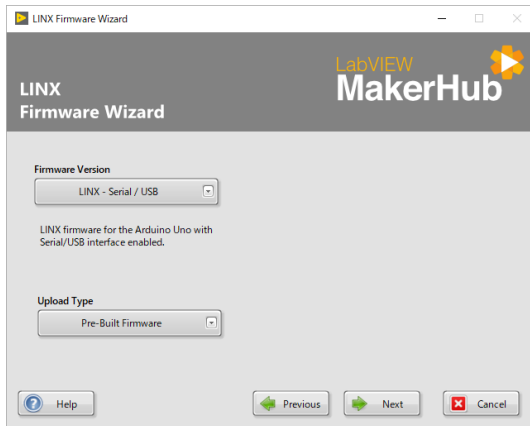 LINX Firmware Wizard
LabVIEW
MakerHub
LINX
Firmware Wizard
Firmware Version
LINX - Serial / USB
LINX firmware for the Arduino Uno with
Serial/USB interface enabled.
Upload Type
Pre-Built Firmware
Help
Previous
Next
Cancel